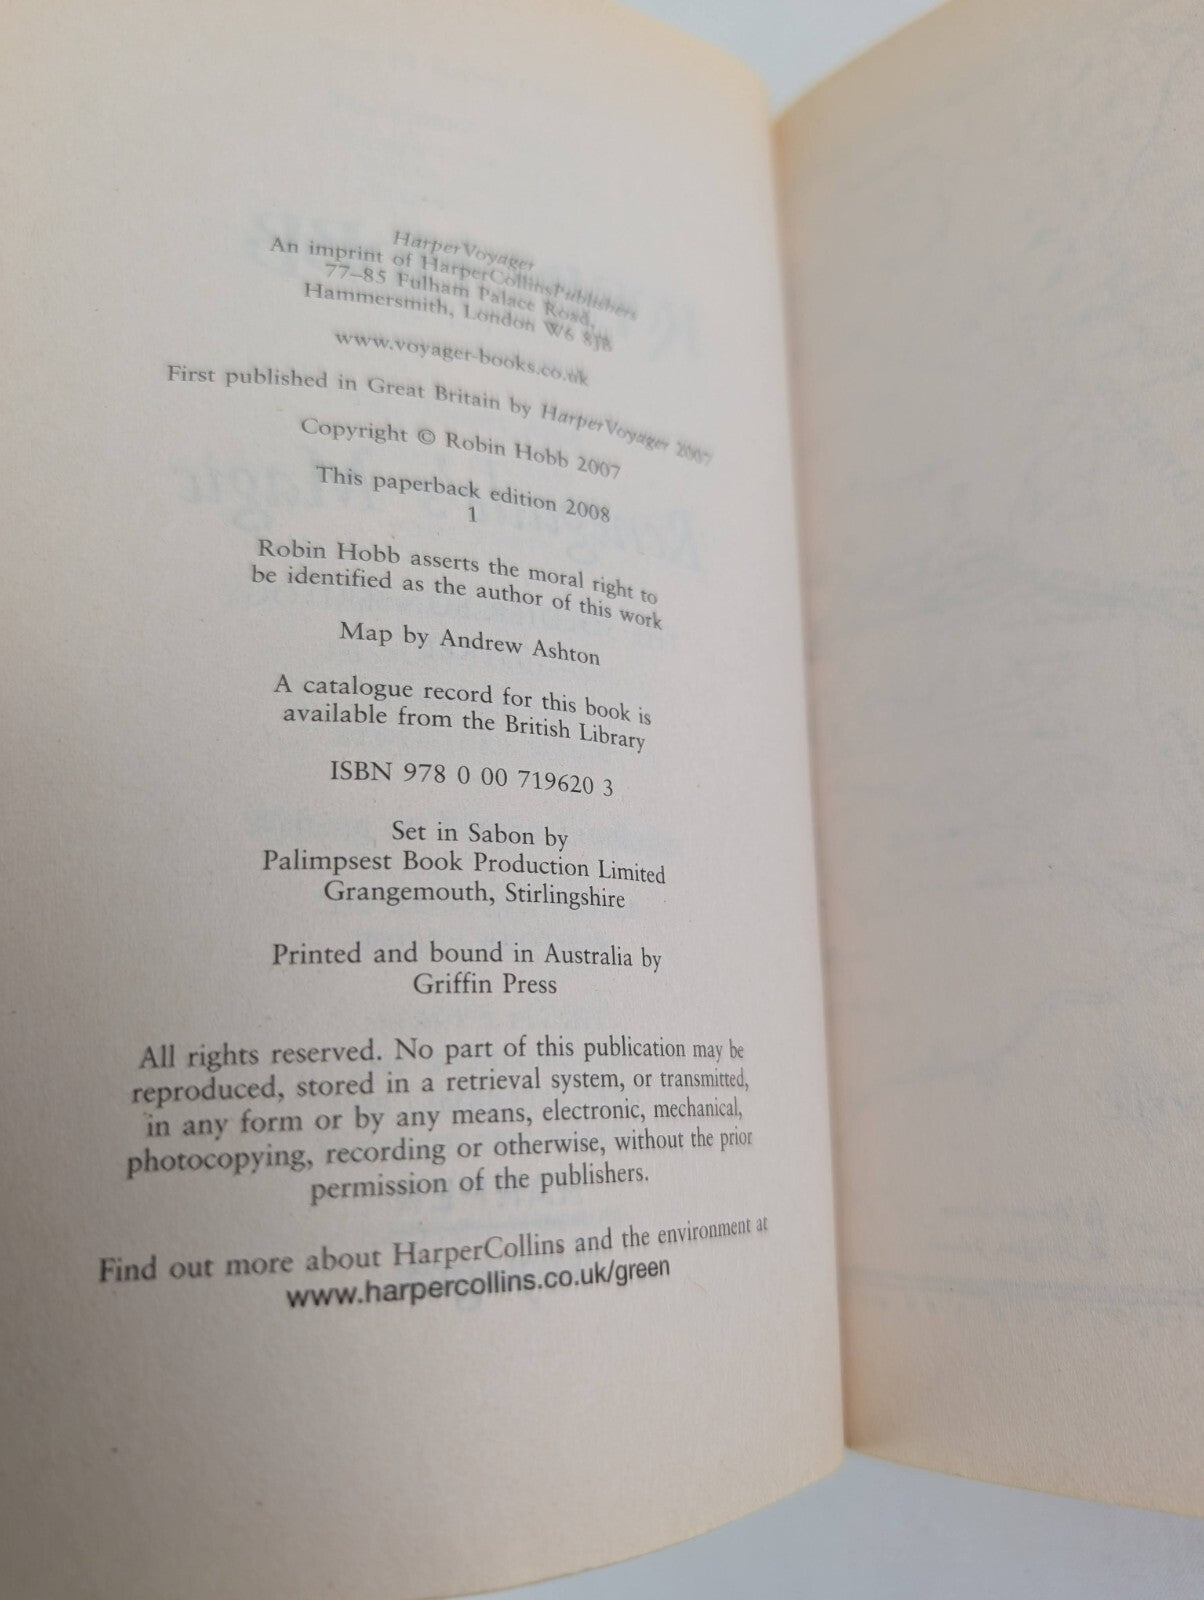 HarperVoyager
An imprint of HarperCollinsPublishers
77–85 Fulham Palace Road,
Hammersmith, London W6 8JB
www.voyager-books.co.uk
First published in Great Britain by HarperVoyager 2007
Copyright © Robin Hobb 2007
This paperback edition 2008
1
Robin Hobb asserts the moral right to
be identified as the author of this work
Map by Andrew Ashton
A catalogue record for this book is
available from the British Library
ISBN 978 0 00 719620 3
Set in Sabon by
Palimpsest Book Production Limited
Grangemouth, Stirlingshire
Printed and bound in Australia by
Griffin Press
All rights reserved. No part of this publication may be
reproduced, stored in a retrieval system, or transmitted,
in any form or by any means, electronic, mechanical,
photocopying, recording or otherwise, without the prior
permission of the publishers.
Find out more about HarperCollins and the environment at
www.harpercollins.co.uk/green